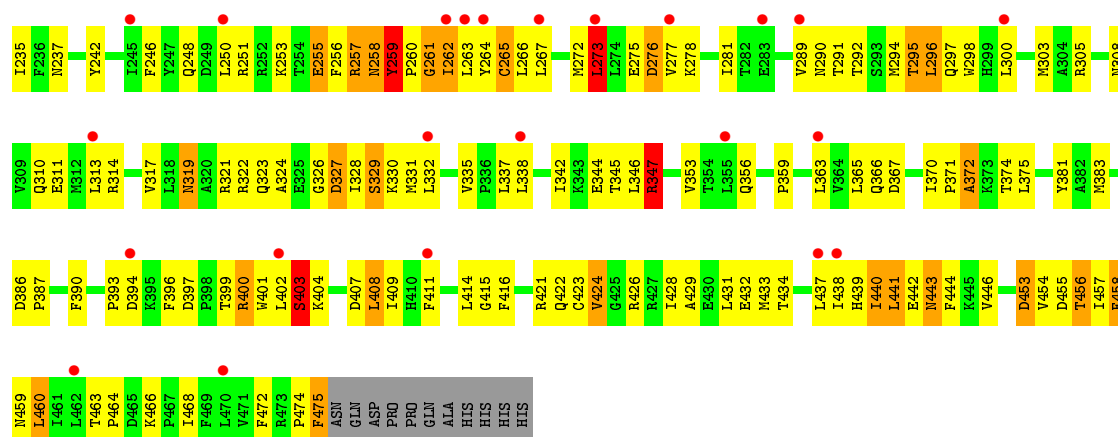 I235 F236 N237 Y242 I245 F246 Y247 Q248 D249 L250 R251 R252 K253 T254 E255 F256 R257 N258 Y259 P260 G261 I262 L263 Y264 C265 L266 L267 M272 L273 L274 E275 D276 V277 K278 I281 T282 E283 V289 N290 T291 T292 S293 M294 T295 L296 Q297 W298 H299 L300 M303 A304 R305 N308
V309 Q310 E311 M312 L313 R314 V317 L318 N319 A320 R321 R322 Q323 A324 E325 G326 D327 I328 S329 K330 M331 L332 V335 P336 L337 L338 I342 K343 E344 T345 L346 R347 V353 T354 L355 Q356 P359 L363 V364 L365 Q366 D367 I370 P371 A372 K373 T374 L375 Y381 A382 M383
D386 P387 F390 P393 D394 K395 F396 D397 P398 T399 R400 W401 L402 S403 K404 D407 L408 I409 H410 F411 L414 G415 F416 R421 Q422 C423 V424 G425 R426 R427 I428 A429 E430 L431 E432 M433 T434 L437 I438 H439 I440 L441 E442 N443 F444 K445 V446 D453 V454 D455 T456 I457 F458
N459 L460 I461 L462 T463 P464 D465 K466 P467 I468 F469 L470 V471 F472 R473 P474 F475 ASN GLN ASP PRO PRO GLN ALA HIS HIS HIS HIS